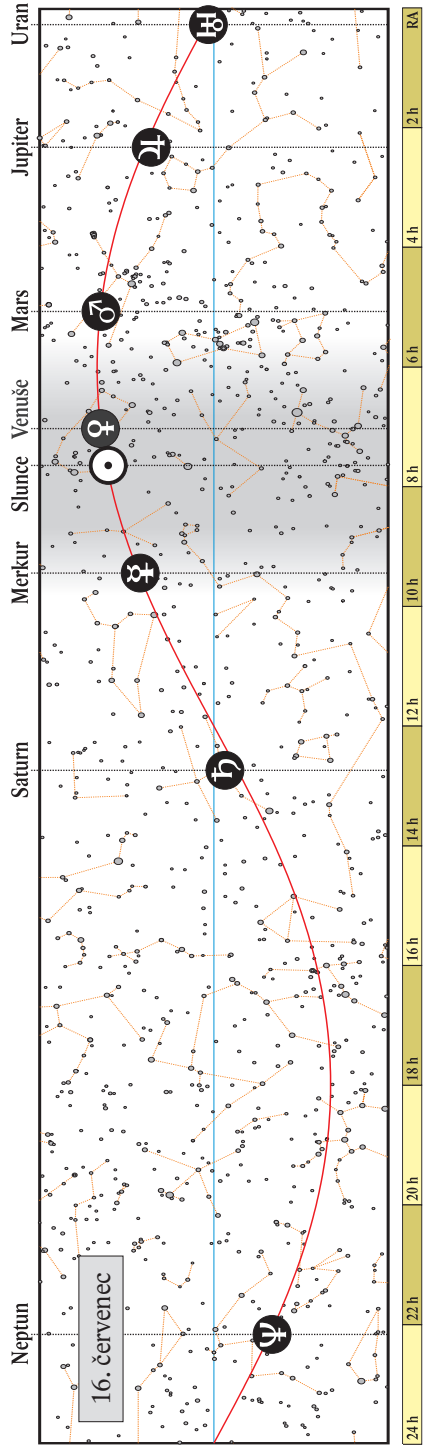 Neptun
Saturn
Merkur
Slunce
Venuše
Mars
Jupiter
Uran
16. červenec
24 h
22 h
20 h
18 h
16 h
14 h
12 h
10 h
8 h
6 h
4 h
2 h
RA